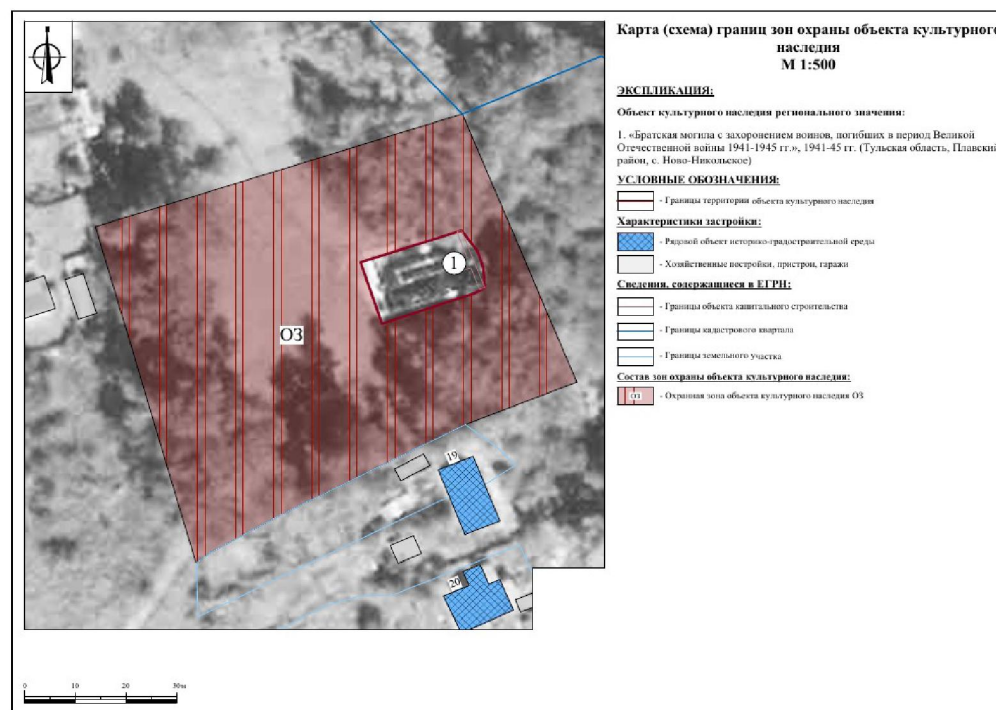 Карта (схема) границ зон охраны объекта культурного
наследия
М 1:500
ЭКСПЛИКАЦИЯ:
Объект культурного наследия регионального значения:
1. «Братская могила с захоронением воинов, погибших в период Великой
Отечественной войны 1941-1945 гг.», 1941-45 гг. (Тульская область, Плавский
район, с. Ново-Никольское)
УСЛОВНЫЕ ОБОЗНАЧЕНИЯ:
- Границы территории объекта культурного наследия
Характеристики застройки:
- Рядовой объект историко-градостроительной среды
- Хозяйственные постройки, пристрои, гаражи
Сведения, содержащиеся в ЕГРН:
- Границы объекта капитального строительства
- Границы кадастрового квартала
- Границы земельного участка
Состав зон охраны объекта культурного наследия:
ОЗ - Охранная зона объекта культурного наследия ОЗ
1
ОЗ
19
20
0 10 20 30м